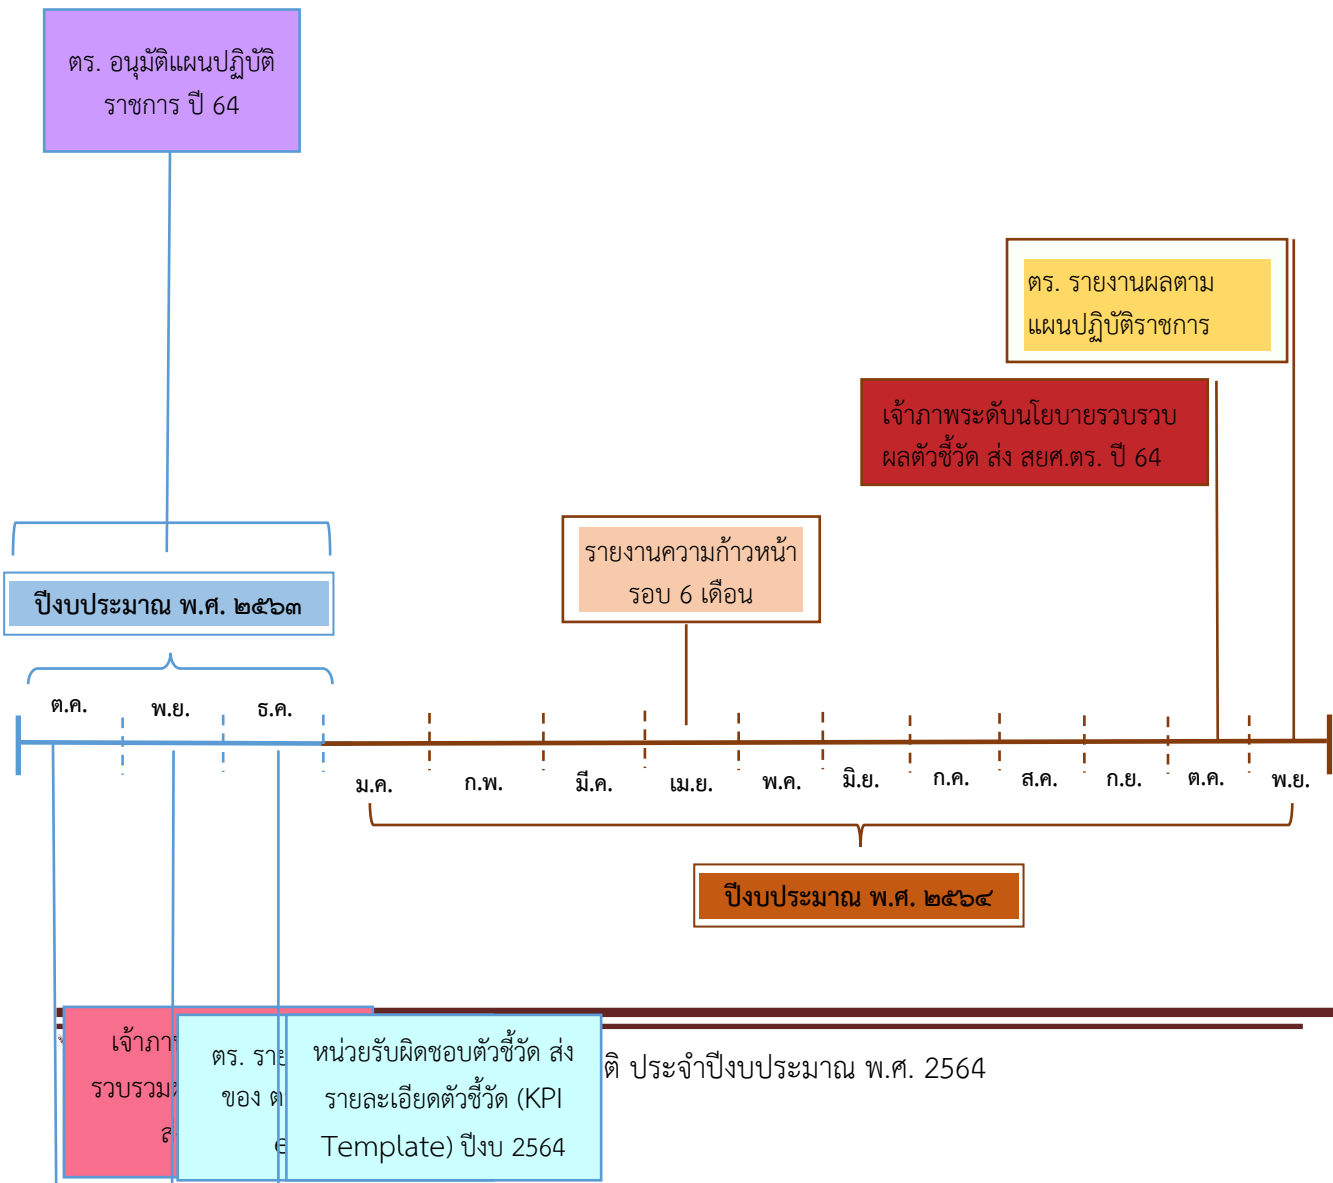 ตร. อนุมัติแผนปฏิบัติ
ราชการ ปี 64
ตร. รายงานผลตาม
แผนปฏิบัติราชการ
เจ้าภาพระดับนโยบายรวบรวบ
ผลตัวชี้วัด ส่ง สยศ.ตร. ปี 64
รายงานความก้าวหน้า
รอบ 6 เดือน
ปีงบประมาณ พ.ศ. ๒๕๖๓
ต.ค. พ.ย. ธ.ค.
ม.ค. ก.พ. มี.ค. เม.ย. พ.ค. มิ.ย. ก.ค. ส.ค. ก.ย. ต.ค. พ.ย.
ปีงบประมาณ พ.ศ. ๒๕๖๔
รวบรวม
ตร.
ของ
หน่วยรับผิดชอบตัวชี้วัด ส่ง
รายละเอียดตัวชี้วัด (KPI
Template) ปีงบ 2564
ติ ประจำปีงบประมาณ พ.ศ. 2564